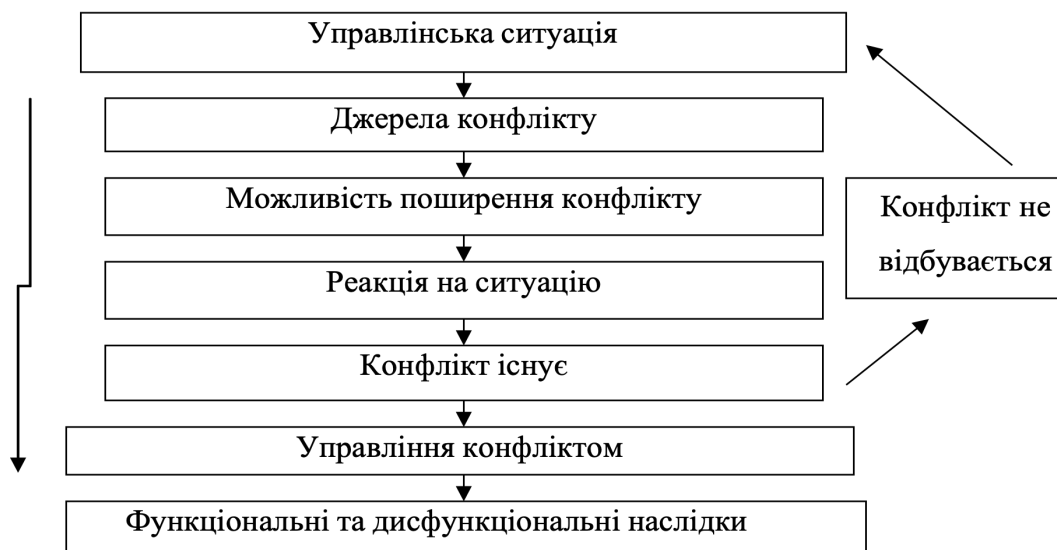 Управлінська ситуація
Джерела конфлікту
Можливість поширення конфлікту
Реакція на ситуацію
Конфлікт існує
Управління конфліктом
Функціональні та дисфункціональні наслідки
Конфлікт не
відбувається